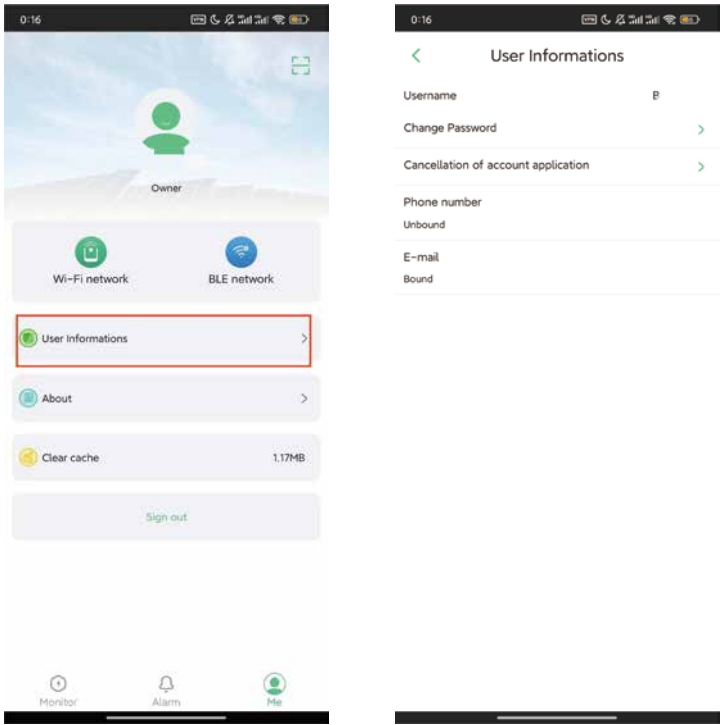 0:16
Owner
Wi-Fi network
BLE network
User Informations
About
Clear cache
1.17MB
Sign out
Monitor
Alarm
Me
0:16
User Informations
Username
Change Password
Cancellation of account application
Phone number
Unbound
E-mail
Bound